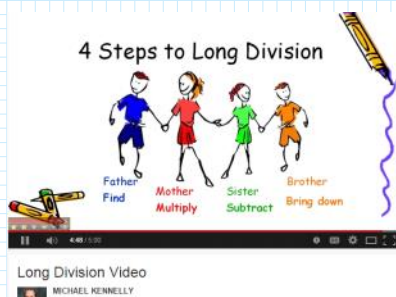 4 Steps to Long Division
Father
Find
Mother
Multiply
Sister
Subtract
Brother
Bring down
4:48 / 5:00
Long Division Video
MICHAEL KENNELLY